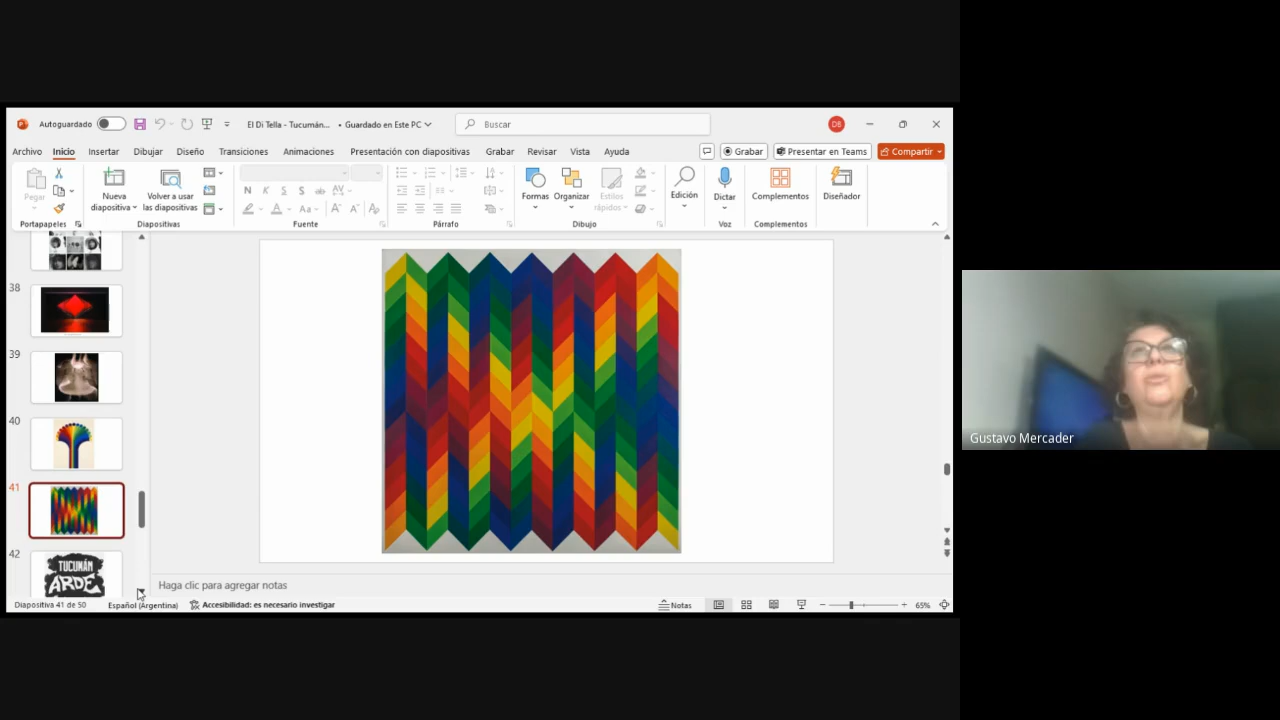 Autoguardado
El Di Tella - Tucumán... • Guardado en Este PC
Buscar
DB
Archivo Inicio Insertar Dibujar Diseño Transiciones Animaciones Presentación con diapositivas Grabar Revisar Vista Ayuda
Grabar Presentar en Teams Compartir
Pegar
Nueva diapositiva
Volver a usar las diapositivas
N K S S ab AV
A Aa A A A
Formas Organizar Estilos rápidos
Edición Dictar Complementos Diseñador
Portapapeles Diapositivas Fuente Párrafo Dibujo Voz Complementos
38
39
40
41
42
TUCUMÁN
ARDE
Haga clic para agregar notas
Diapositiva 41 de 50 Español (Argentina) Accesibilidad: es necesario investigar Notas 65%
Gustavo Mercader